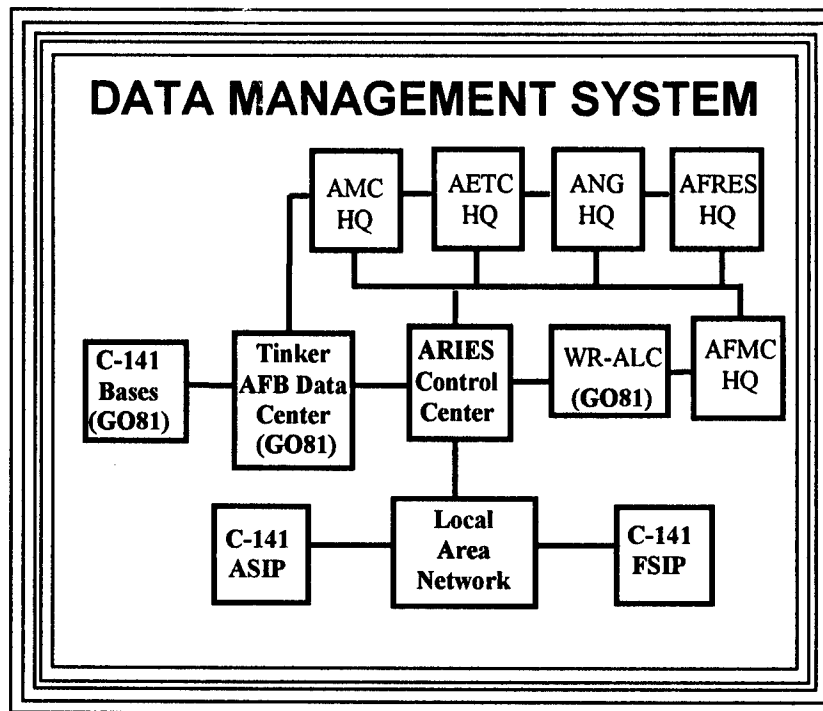 DATA MANAGEMENT SYSTEM
AMC
HQ
AETC
HQ
ANG
HQ
AFRES
HQ
C-141
Bases
(GO81)
Tinker
AFB Data
Center
(GO81)
ARIES
Control
Center
WR-ALC
(GO81)
AFMC
HQ
C-141
ASIP
Local
Area
Network
C-141
FSIP